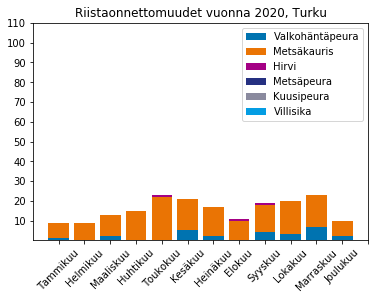 Riistaonnettomuudet vuonna 2020, Turku
110
100
90
80
70
60
50
40
30
20
10
Valkohäntäpeura
Metsäkauris
Hirvi
Metsäpeura
Kuusipeura
Villisika
Tammikuu
Helmikuu
Maaliskuu
Huhtikuu
Toukokuu
Kesäkuu
Heinäkuu
Elokuu
Syyskuu
Lokakuu
Marraskuu
Joulukuu